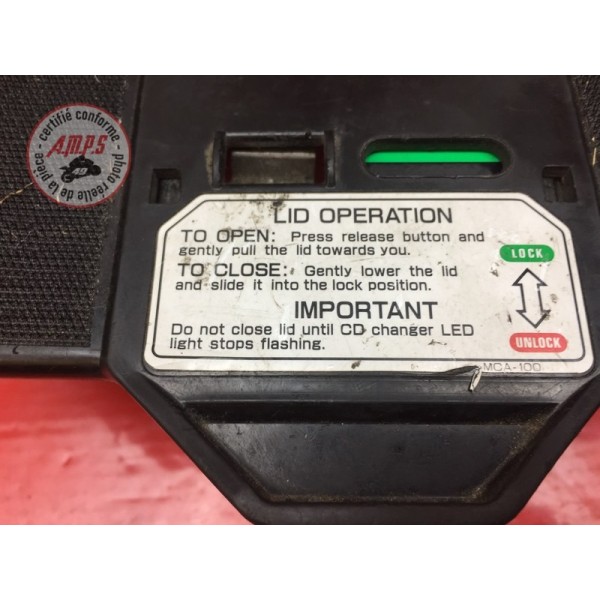 certifié conforme
A.M.P.S
photo réelle de la pièce
LID OPERATION
TO OPEN: Press release button and
gently pull the lid towards you.
TO CLOSE: Gently lower the lid
and slide it into the lock position.
IMPORTANT
Do not close lid until CD changer LED
light stops flashing.
LOCK
UNLOCK
MCA-100